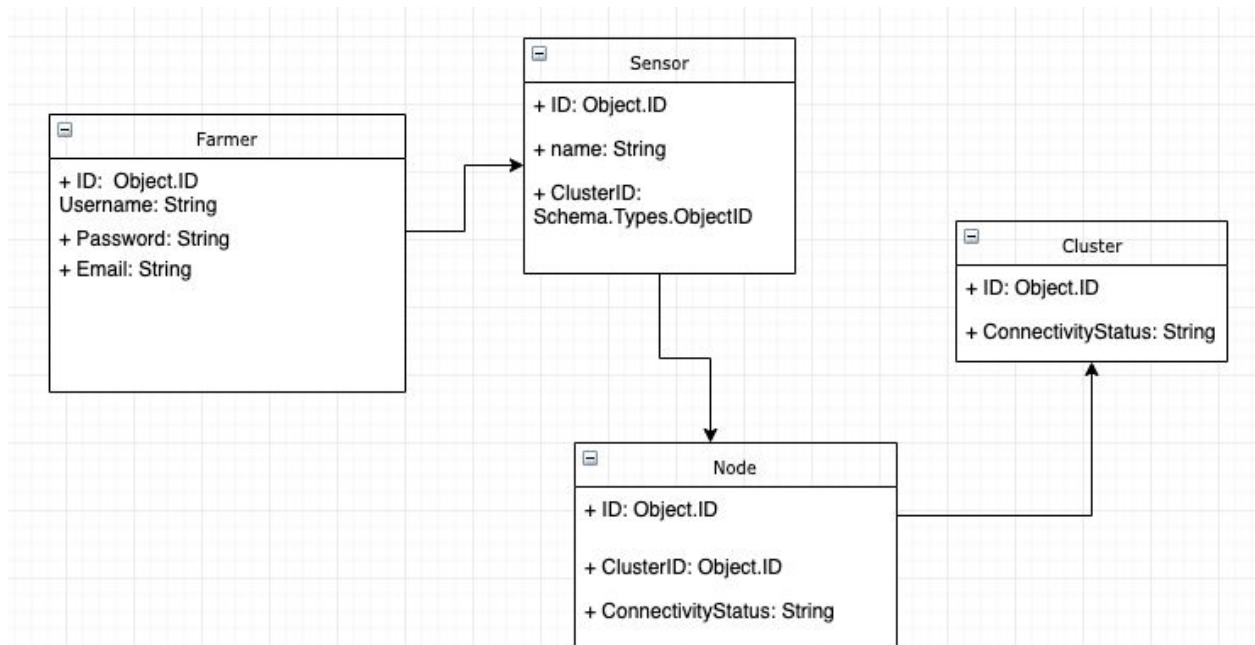 Farmer
+ ID:  Object.ID
Username: String
+ Password: String
+ Email: String
Sensor
+ ID: Object.ID
+ name: String
+ ClusterID:
Schema.Types.ObjectID
Cluster
+ ID: Object.ID
+ ConnectivityStatus: String
Node
+ ID: Object.ID
+ ClusterID: Object.ID
+ ConnectivityStatus: String